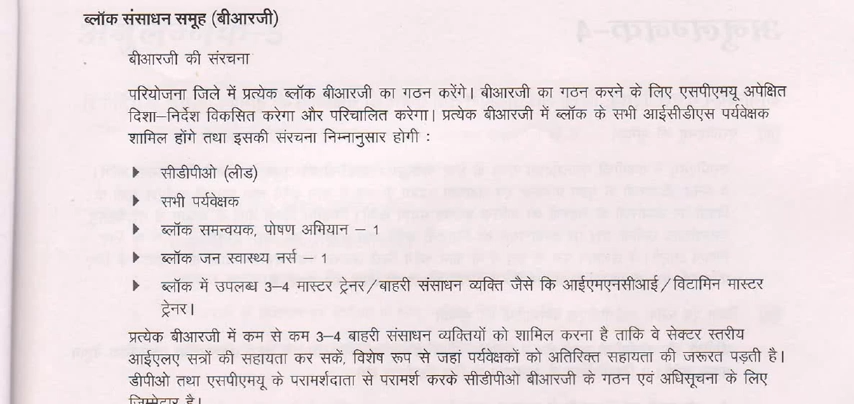 ब्लॉक संसाधन समूह (बीआरजी)
बीआरजी की संरचना
परियोजना जिले में प्रत्येक ब्लॉक बीआरजी का गठन करेंगे। बीआरजी का गठन करने के लिए एसपीएमयू अपेक्षित
दिशा–निर्देश विकसित करेगा और परिचालित करेगा। प्रत्येक बीआरजी में ब्लॉक के सभी आईसीडीएस पर्यवेक्षक
शामिल होंगे तथा इसकी संरचना निम्नानुसार होगी :
सीडीपीओ (लीड)
सभी पर्यवेक्षक
ब्लॉक समन्वयक, पोषण अभियान – 1
ब्लॉक जन स्वास्थ्य नर्स – 1
ब्लॉक में उपलब्ध 3–4 मास्टर ट्रेनर/बाहरी संसाधन व्यक्ति जैसे कि आईएमएनसीआई/विटामिन मास्टर
ट्रेनर।
प्रत्येक बीआरजी में कम से कम 3–4 बाहरी संसाधन व्यक्तियों को शामिल करना है ताकि वे सेक्टर स्तरीय
आईएलए सत्रों की सहायता कर सकें, विशेष रूप से जहां पर्यवेक्षकों को अतिरिक्त सहायता की जरूरत पड़ती है।
डीपीओ तथा एसपीएमयू के परामर्शदाता से परामर्श करके सीडीपीओ बीआरजी के गठन एवं अधिसूचना के लिए
जिम्मेदार है।